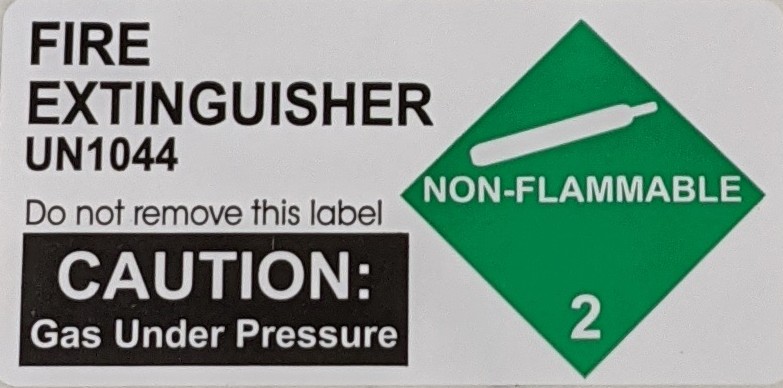 FIRE
EXTINGUISHER
UN1044
Do not remove this label
CAUTION:
Gas Under Pressure
NON-FLAMMABLE
2